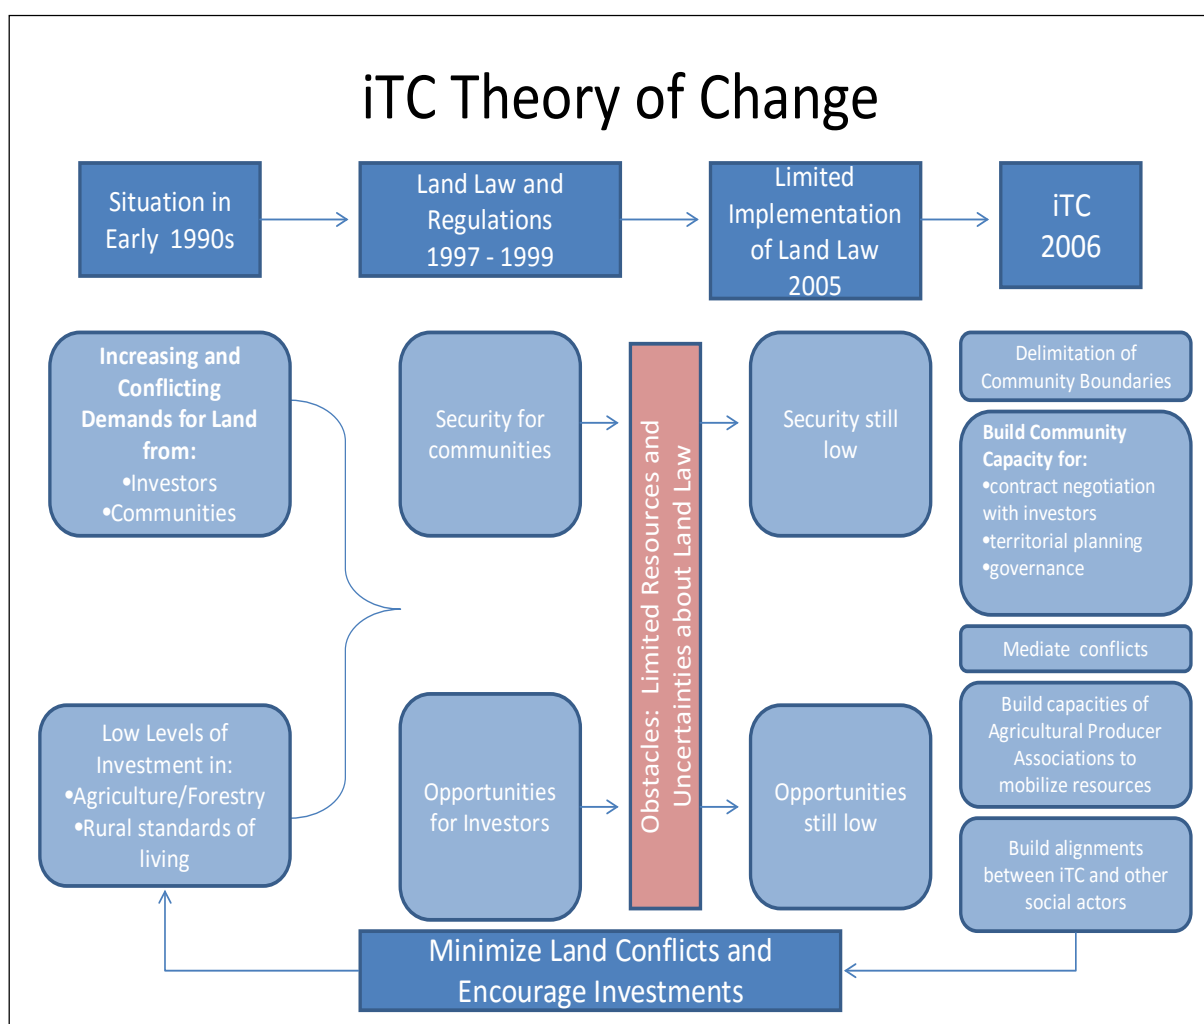 iTC Theory of Change
Situation in
Early 1990s
Land Law and
Regulations
1997 - 1999
Limited
Implementation
of Land Law
2005
iTC
2006
Increasing and
Conflicting
Demands for Land
from:
•Investors
•Communities
Low Levels of
Investment in:
•Agriculture/Forestry
•Rural standards of
living
Security for
communities
Opportunities
for Investors
Obstacles: Limited Resources and
Uncertainties about Land Law
Security still
low
Opportunities
still low
Delimitation of
Community Boundaries
Build Community
Capacity for:
•contract negotiation
with investors
•territorial planning
•governance
Mediate conflicts
Build capacities of
Agricultural Producer
Associations to
mobilize resources
Build alignments
between iTC and other
social actors
Minimize Land Conflicts and
Encourage Investments